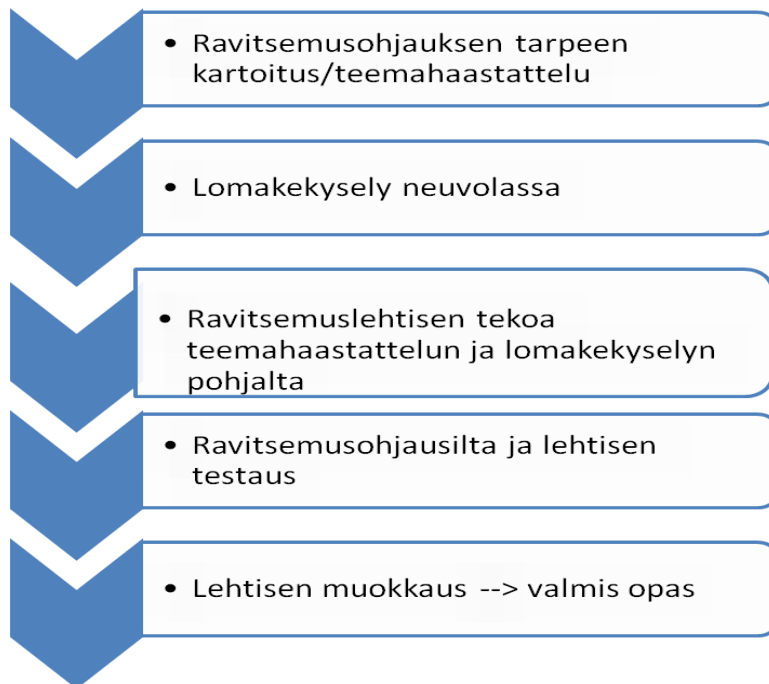 • Ravitsemusohjauksen tarpeen
kartoitus/teemahaastattelu
• Lomakekysely neuvolassa
• Ravitsemuslehtisen tekoa
teemahaastattelun ja lomakekyselyn
pohjalta
• Ravitsemusohjausilta ja lehtisen
testaus
• Lehtisen muokkaus --> valmis opas